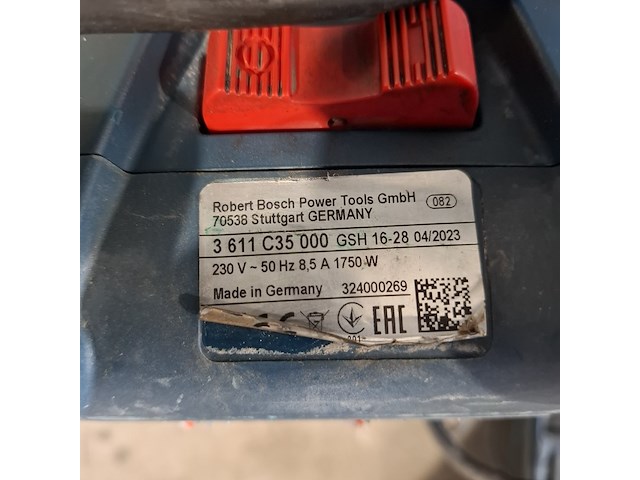 Robert Bosch Power Tools GmbH 082
70538 Stuttgart GERMANY
3 611 C35 000 GSH 16-28 04/2023
230 V ~ 50 Hz 8,5 A 1750 W
Made in Germany 324000269
EAC